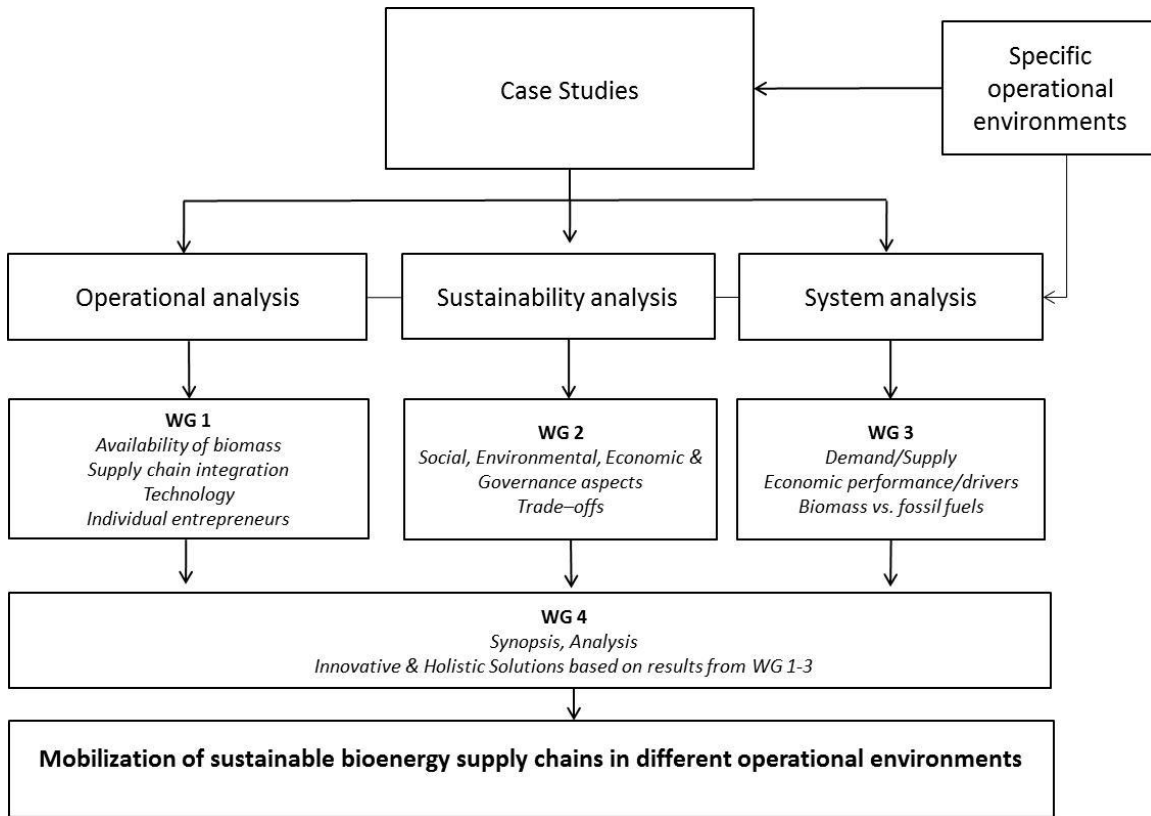 Case Studies
Specific
operational
environments
Operational analysis
Sustainability analysis
System analysis
WG 1
Availability of biomass
Supply chain integration
Technology
Individual entrepreneurs
WG 2
Social, Environmental, Economic &
Governance aspects
Trade–offs
WG 3
Demand/Supply
Economic performance/drivers
Biomass vs. fossil fuels
WG 4
Synopsis, Analysis
Innovative & Holistic Solutions based on results from WG 1-3
Mobilization of sustainable bioenergy supply chains in different operational environments